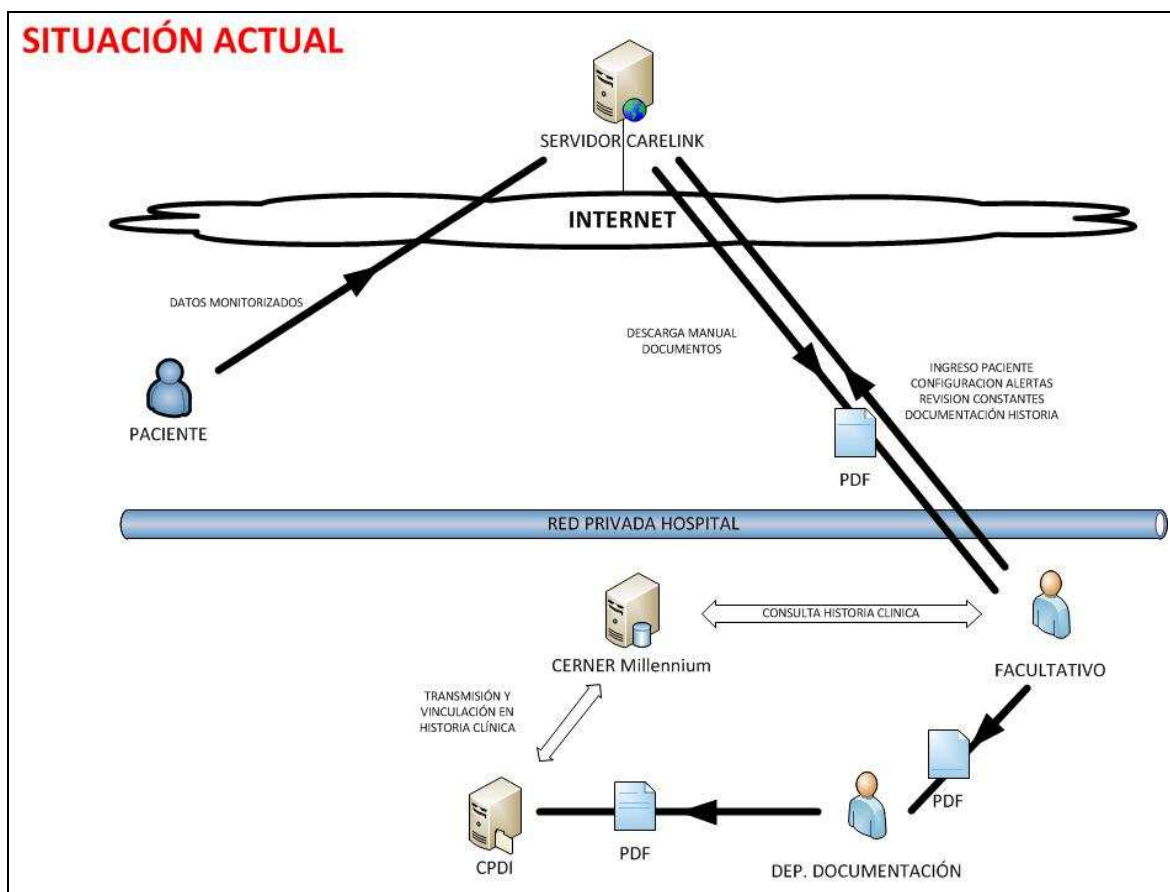 SITUACIÓN ACTUAL
SERVIDOR CARELINK
INTERNET
DATOS MONITORIZADOS
DESCARGA MANUAL
DOCUMENTOS
INGRESO PACIENTE
CONFIGURACION ALERTAS
REVISION CONSTANTES
DOCUMENTACIÓN HISTORIA
PACIENTE
PDF
RED PRIVADA HOSPITAL
CONSULTA HISTORIA CLINICA
CERNER Millennium
FACULTATIVO
TRANSMISIÓN Y
VINCULACIÓN EN
HISTORIA CLÍNICA
PDF
PDF
CPDI
DEP. DOCUMENTACIÓN